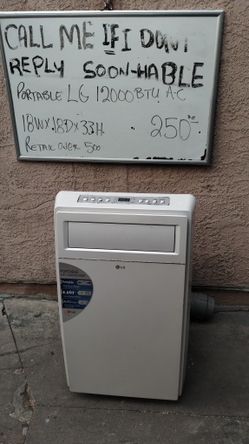 CALL ME IF I DON'T
REPLY SOON-HABLE
PORTABLE LG 12000 BTU A-C
18W X 18D X 33H 250
RETAIL OVER 500
LG